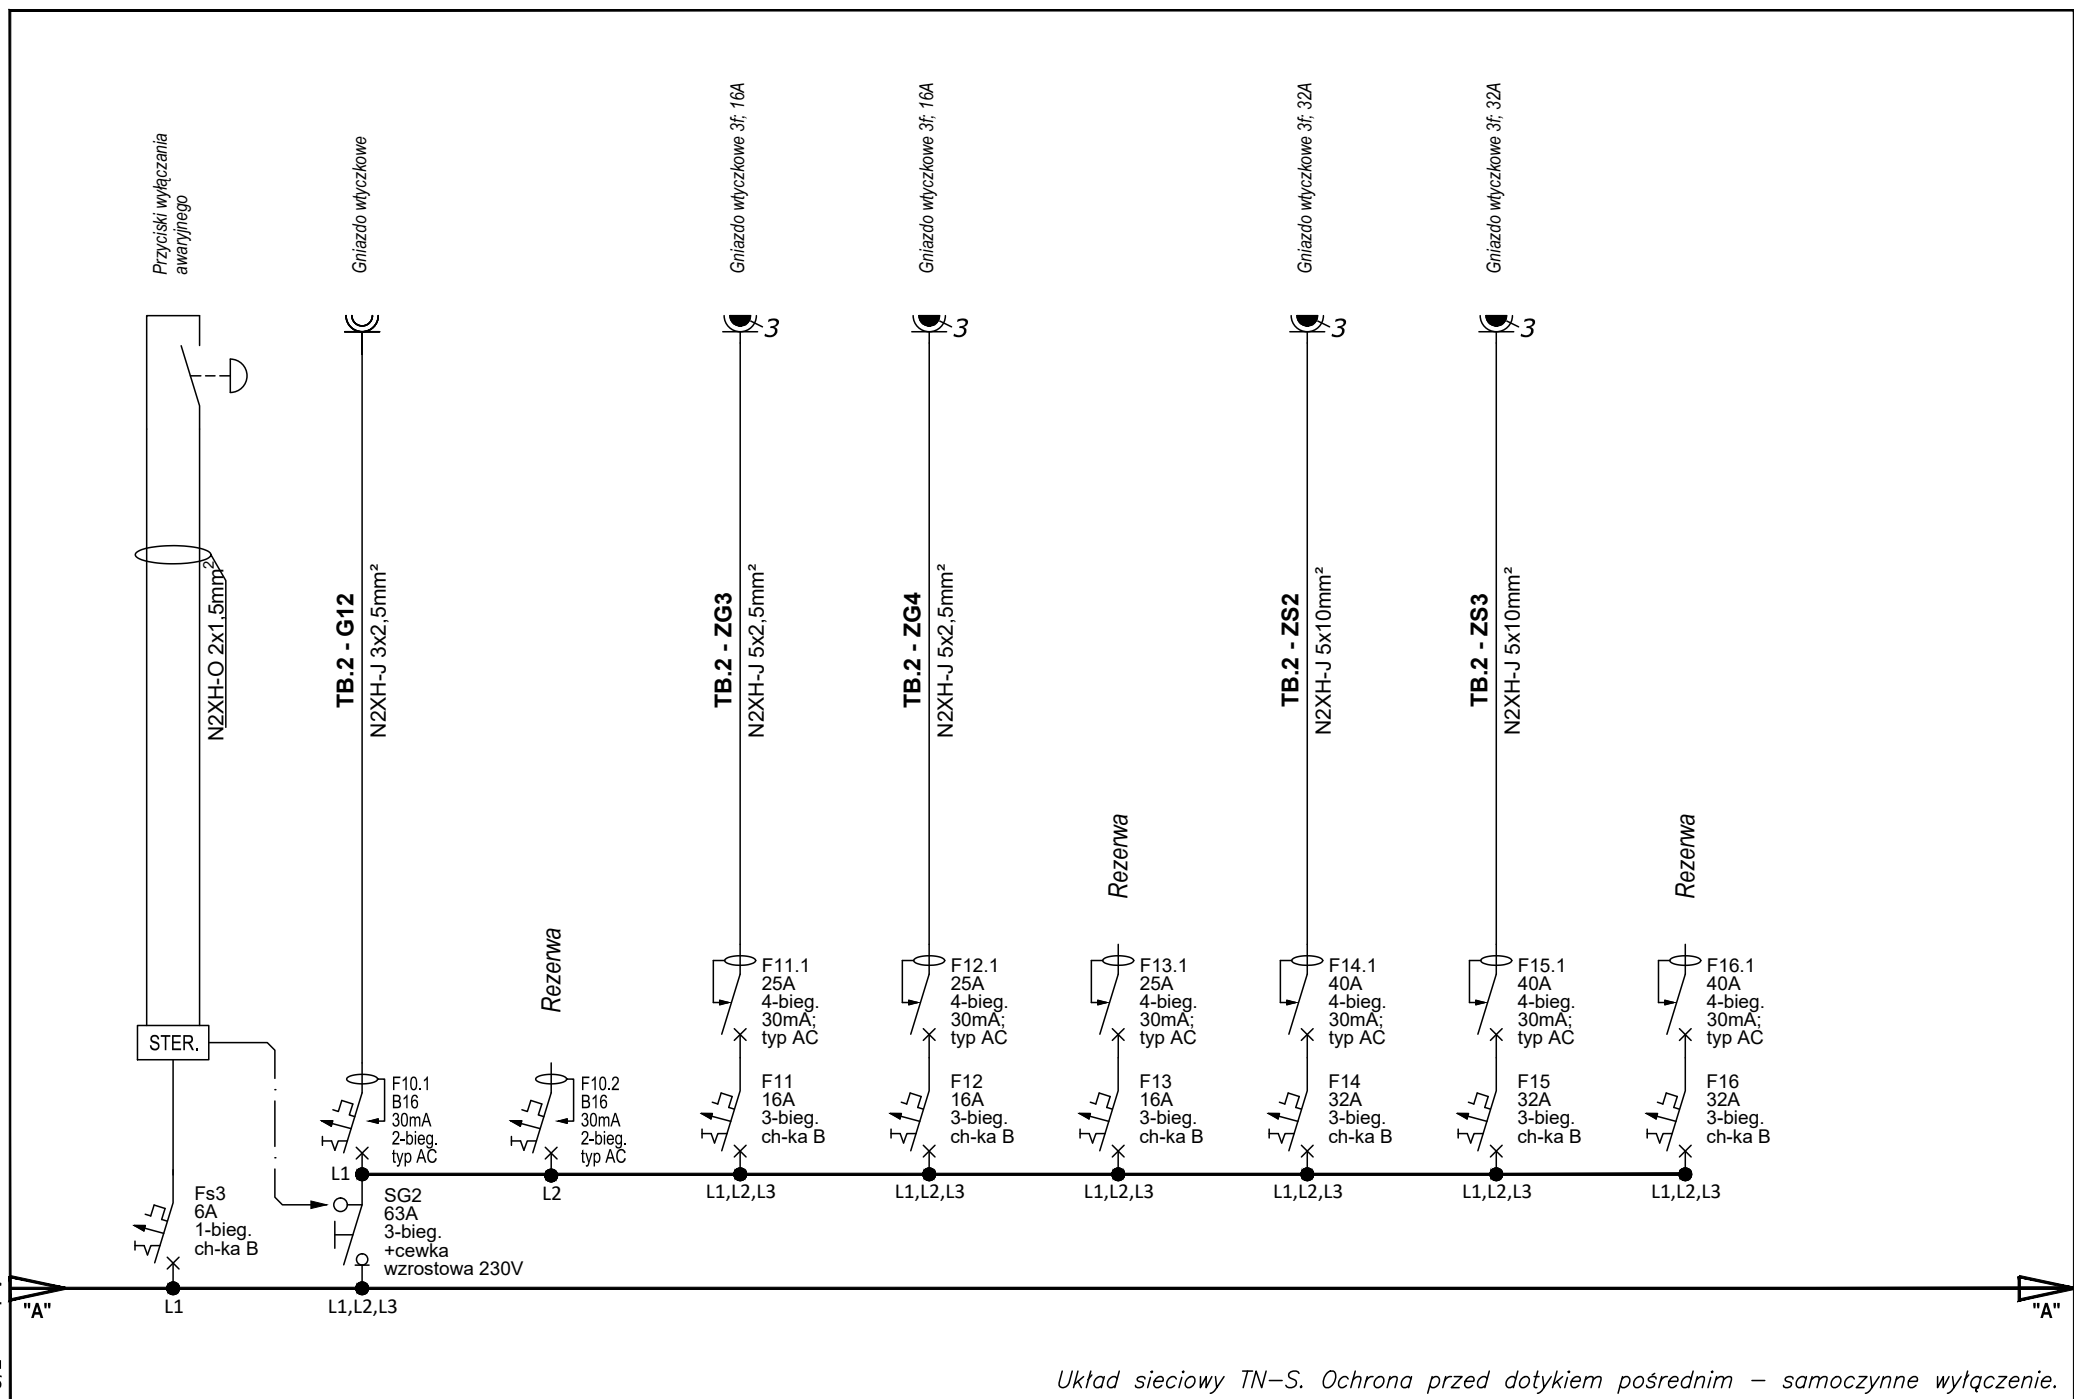 Przyciski wyłączania
awaryjnego
Gniazdo wtyczkowe
Gniazdo wtyczkowe 3f; 16A
Gniazdo wtyczkowe 3f; 16A
Gniazdo wtyczkowe 3f; 32A
Gniazdo wtyczkowe 3f; 32A
3
3
3
3
N2XH-O 2x1,5mm²
TB.2 - G12
N2XH-J 3x2,5mm²
TB.2 - ZG3
N2XH-J 5x2,5mm²
TB.2 - ZG4
N2XH-J 5x2,5mm²
TB.2 - ZS2
N2XH-J 5x10mm²
TB.2 - ZS3
N2XH-J 5x10mm²
Rezerwa
Rezerwa
Rezerwa
F11.1
25A
4-bieg.
30mA;
typ AC
F12.1
25A
4-bieg.
30mA;
typ AC
F13.1
25A
4-bieg.
30mA;
typ AC
F14.1
40A
4-bieg.
30mA;
typ AC
F15.1
40A
4-bieg.
30mA;
typ AC
F16.1
40A
4-bieg.
30mA;
typ AC
STER.
F10.1
B16
30mA
2-bieg.
typ AC
F10.2
B16
30mA
2-bieg.
typ AC
F11
16A
3-bieg.
ch-ka B
F12
16A
3-bieg.
ch-ka B
F13
16A
3-bieg.
ch-ka B
F14
32A
3-bieg.
ch-ka B
F15
32A
3-bieg.
ch-ka B
F16
32A
3-bieg.
ch-ka B
L1
L2
L1,L2,L3
L1,L2,L3
L1,L2,L3
L1,L2,L3
L1,L2,L3
L1,L2,L3
Fs3
6A
1-bieg.
ch-ka B
SG2
63A
3-bieg.
+cewka
wzrostowa 230V
"A"
L1
L1,L2,L3
"A"
Układ sieciowy TN-S. Ochrona przed dotykiem pośrednim - samoczynne wyłączenie.